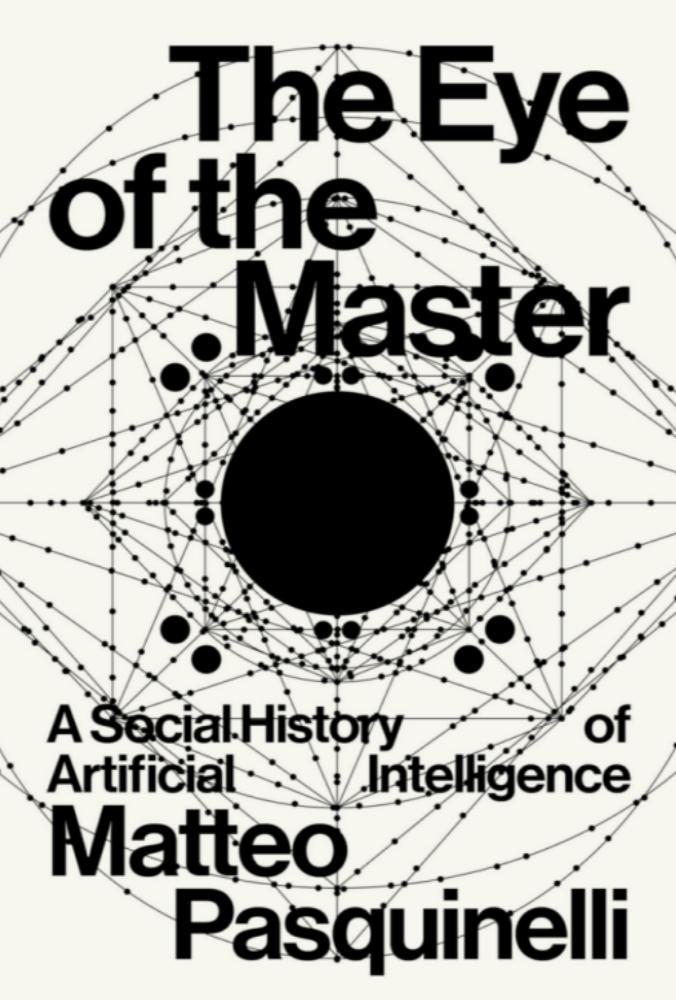 The Eye
of the
Master
A Social History of
Artificial Intelligence
Matteo
Pasquinelli